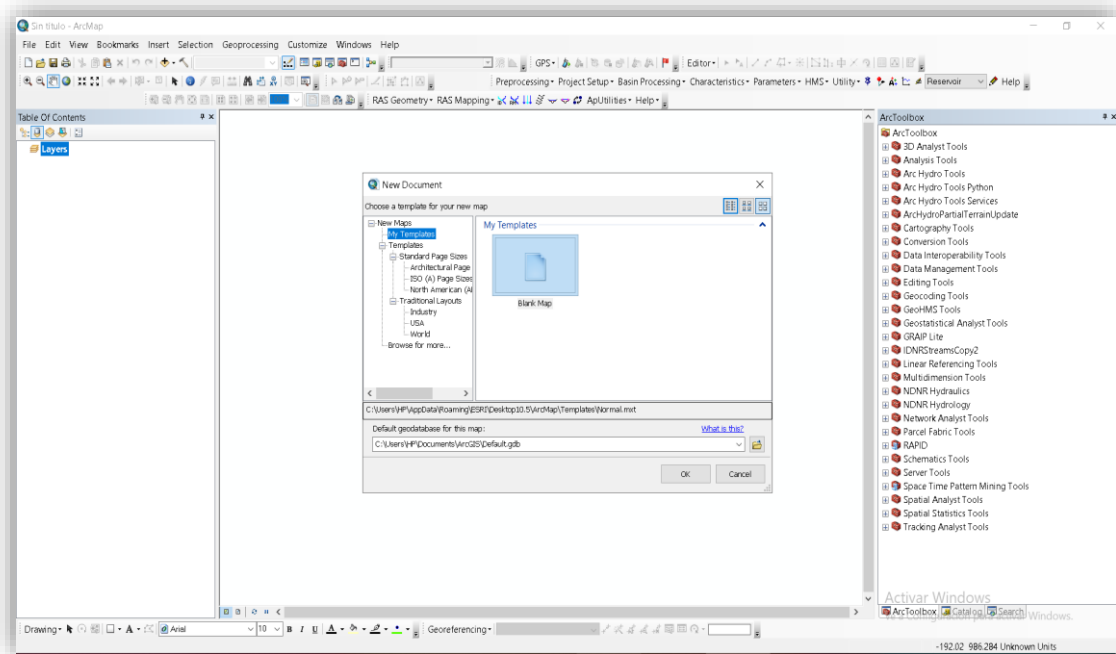 Sin título - ArcMap
File Edit View Bookmarks Insert Selection Geoprocessing Customize Windows Help
GPS Editor
Preprocessing Project Setup Basin Processing Characteristics Parameters HMS Utility Reservoir Help
RAS Geometry RAS Mapping ApUtilities Help
Table Of Contents
Layers
New Document
Choose a template for your new map
New Maps
My Templates
Templates
Standard Page Sizes
Architectural Page
ISO (A) Page Sizes
North American (A
Traditional Layouts
Industry
USA
World
Browse for more...
My Templates
Blank Map
C:\Users\HP\AppData\Roaming\ESRI\Desktop10.5\ArcMap\Templates\Normal.mxt
Default geodatabase for this map:
What is this?
C:\Users\HP\Documents\ArcGIS\Default.gdb
OK Cancel
ArcToolbox
ArcToolbox
3D Analyst Tools
Analysis Tools
Arc Hydro Tools
Arc Hydro Tools Python
Arc Hydro Tools Services
ArcHydroPartialTerrainUpdate
Cartography Tools
Conversion Tools
Data Interoperability Tools
Data Management Tools
Editing Tools
Geocoding Tools
GeoHMS Tools
Geostatistical Analyst Tools
GRAIP Lite
IDNRStreamsCopy2
Linear Referencing Tools
Multidimension Tools
NDNR Hydraulics
NDNR Hydrology
Network Analyst Tools
Parcel Fabric Tools
RAPID
Schematics Tools
Server Tools
Space Time Pattern Mining Tools
Spatial Analyst Tools
Spatial Statistics Tools
Tracking Analyst Tools
Activar Windows
ArcToolbox Catalog Search
Windows.
Drawing A Arial 10 B I U A Georeferencing
-192.02 986.284 Unknown Units